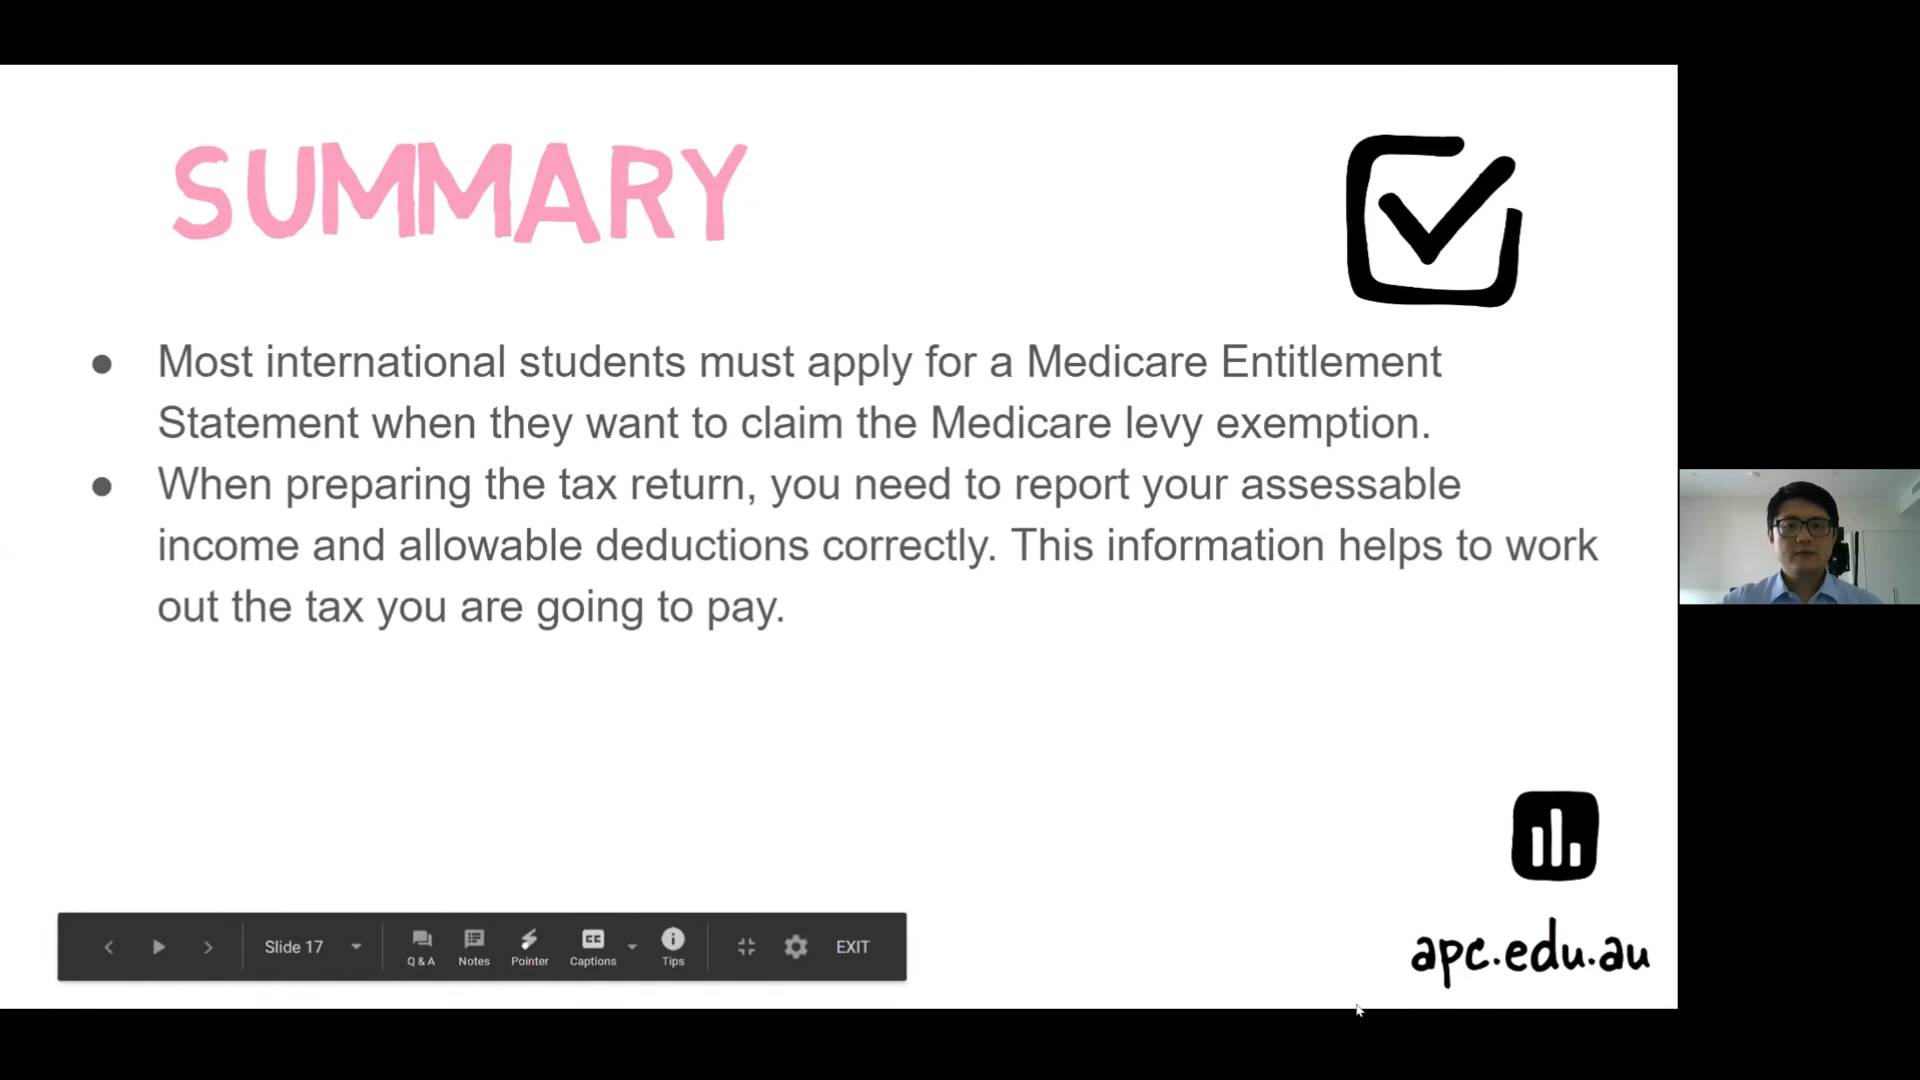 SUMMARY
● Most international students must apply for a Medicare Entitlement
Statement when they want to claim the Medicare levy exemption.
● When preparing the tax return, you need to report your assessable
income and allowable deductions correctly. This information helps to work
out the tax you are going to pay.
apc.edu.au
Slide 17
Q & A
Notes
Pointer
CC
Captions
Tips
EXIT